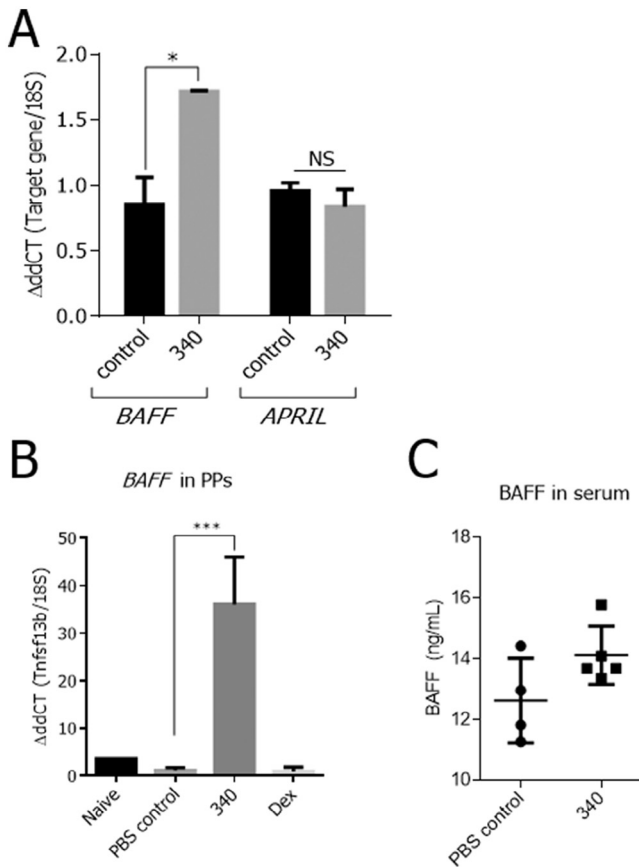 A
ΔddCT (Target gene/18S)
2.0
1.5
1.0
0.5
0.0
*
NS
control
340
control
340
BAFF
APRIL
B
BAFF in PPs
ΔddCT (Tnfsf13b/18S)
50
40
30
20
10
0
***
Naive
PBS control
340
Dex
C
BAFF in serum
BAFF (ng/mL)
18
16
14
12
10
PBS control
340